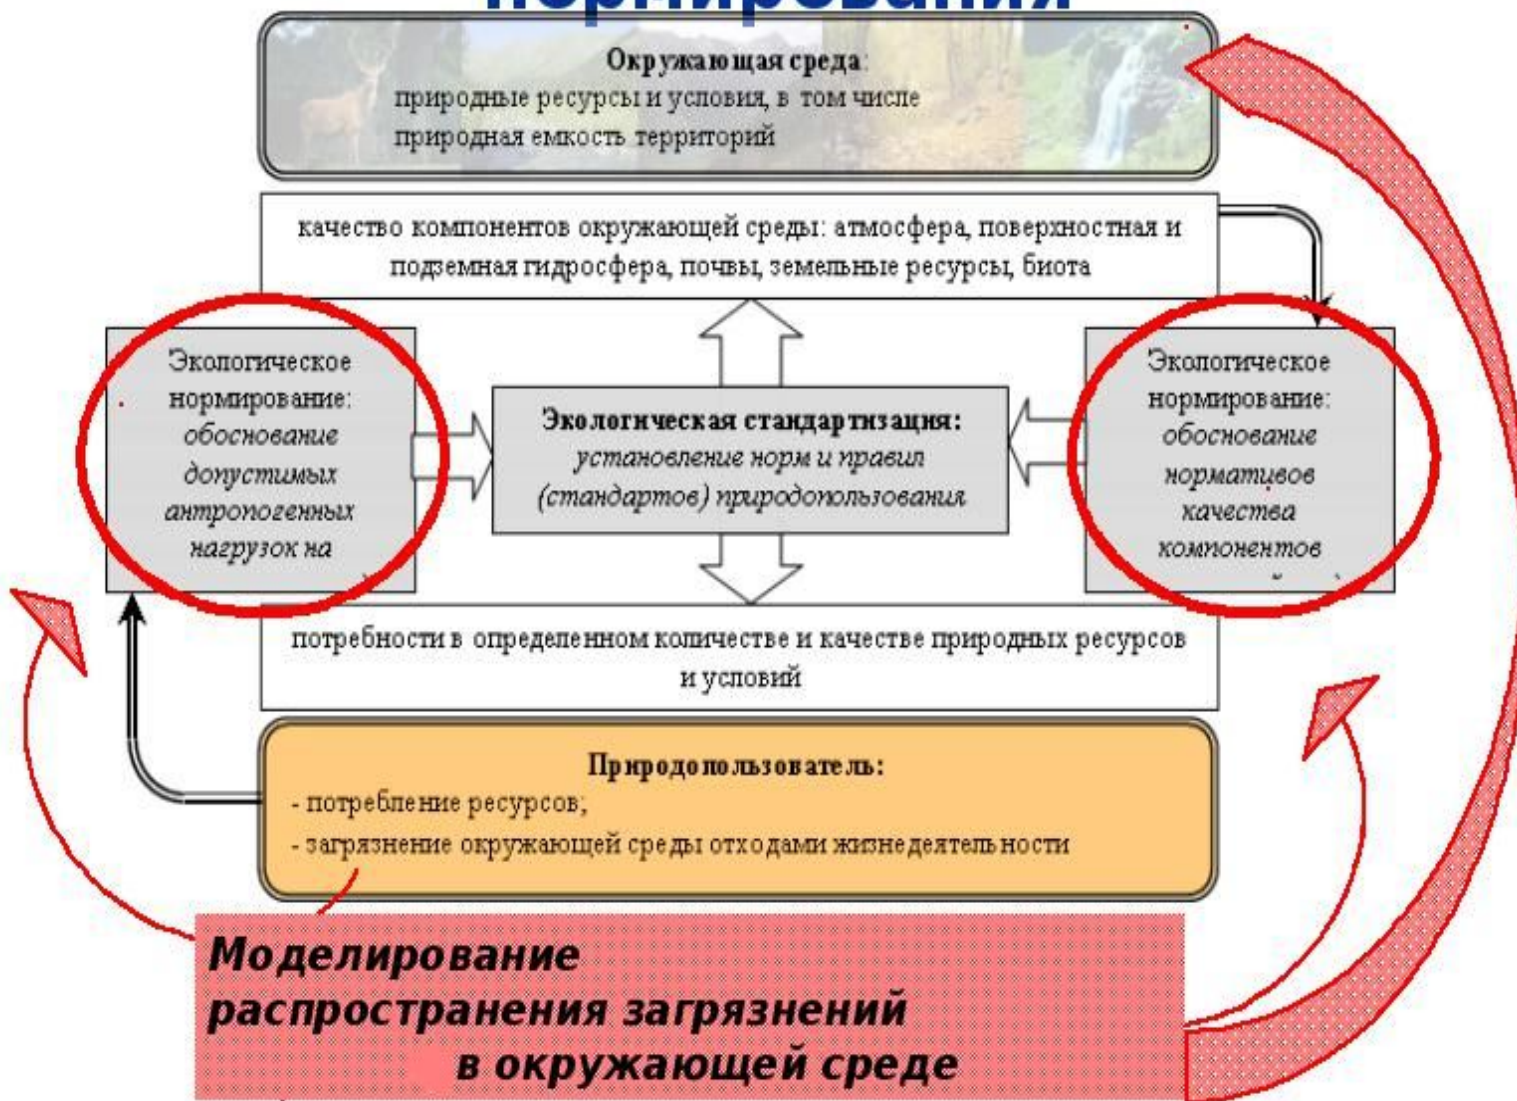 нормирования
Окружающая среда:
природные ресурсы и условия, в том числе
природная емкость территорий
качество компонентов окружающей среды: атмосфера, поверхностная и
подземная гидросфера, почвы, земельные ресурсы, биота
Экологическое
нормирование:
обоснование
допустимых
антропогенных
нагрузок на
Экологическая стандартизация:
установление норм и правил
(стандартов) природопользования
Экологическое
нормирование:
обоснование
нормативов
качества
компонентов
потребности в определенном количестве и качестве природных ресурсов
и условий
Природопользователь:
- потребление ресурсов;
- загрязнение окружающей среды отходами жизнедеятельности
Моделирование
распространения загрязнений
в окружающей среде